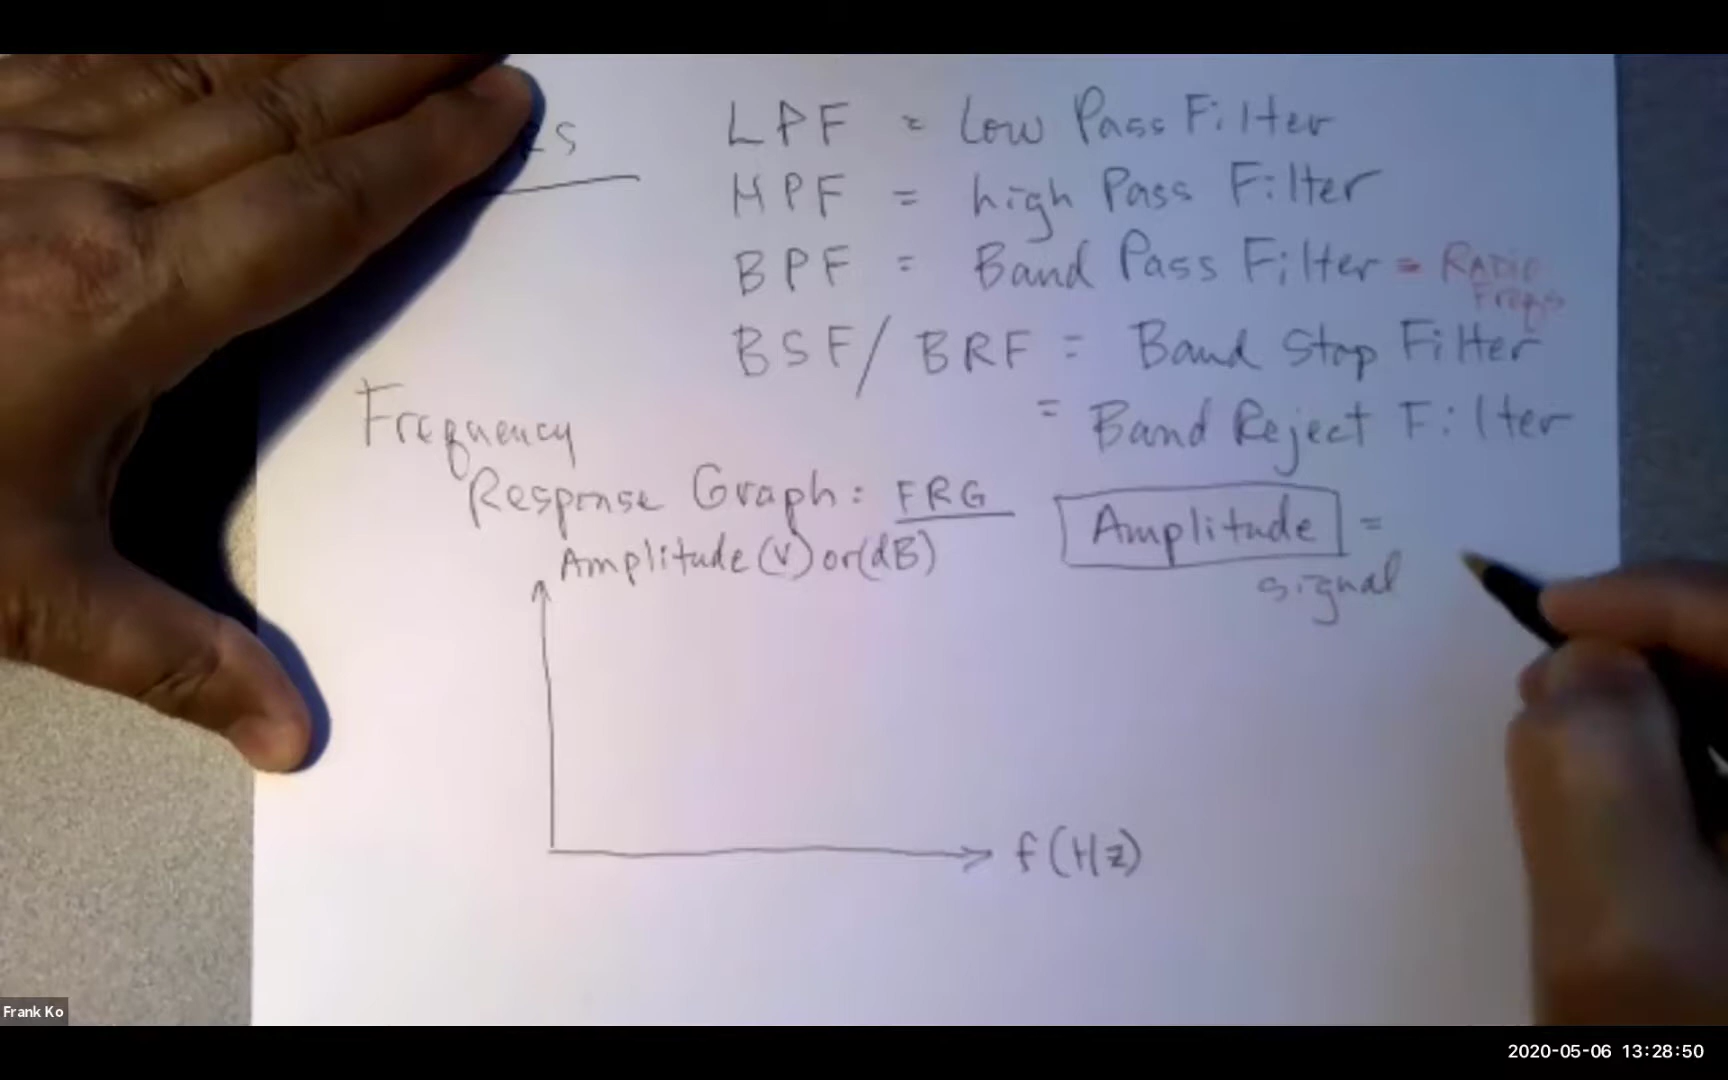 RS
LPF = Low Pass Filter
HPF = high Pass Filter
BPF = Band Pass Filter = Radio
Freqs
BSF/ BRF = Band Stop Filter
= Band Reject Filter
Frequency
Response Graph: FRG
Amplitude =
signal
Amplitude (V) or (dB)
f (Hz)
Frank Ko
2020-05-06 13:28:50